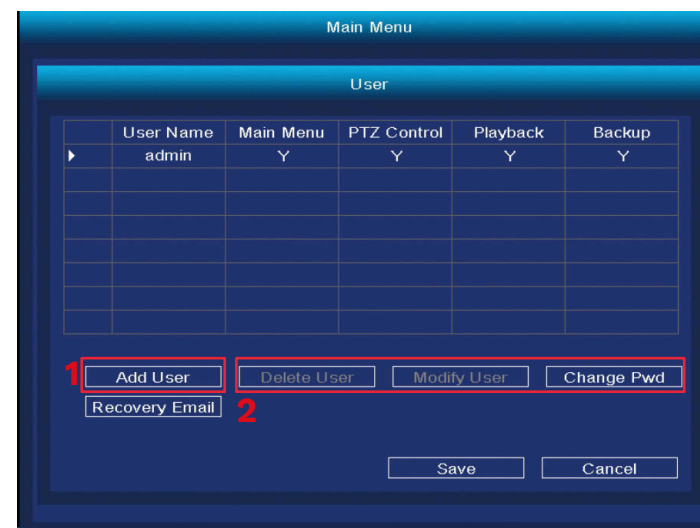 Main Menu
User
User Name Main Menu PTZ Control Playback Backup
admin Y Y Y Y
1 Add User Delete User Modify User Change Pwd
Recovery Email 2
Save Cancel